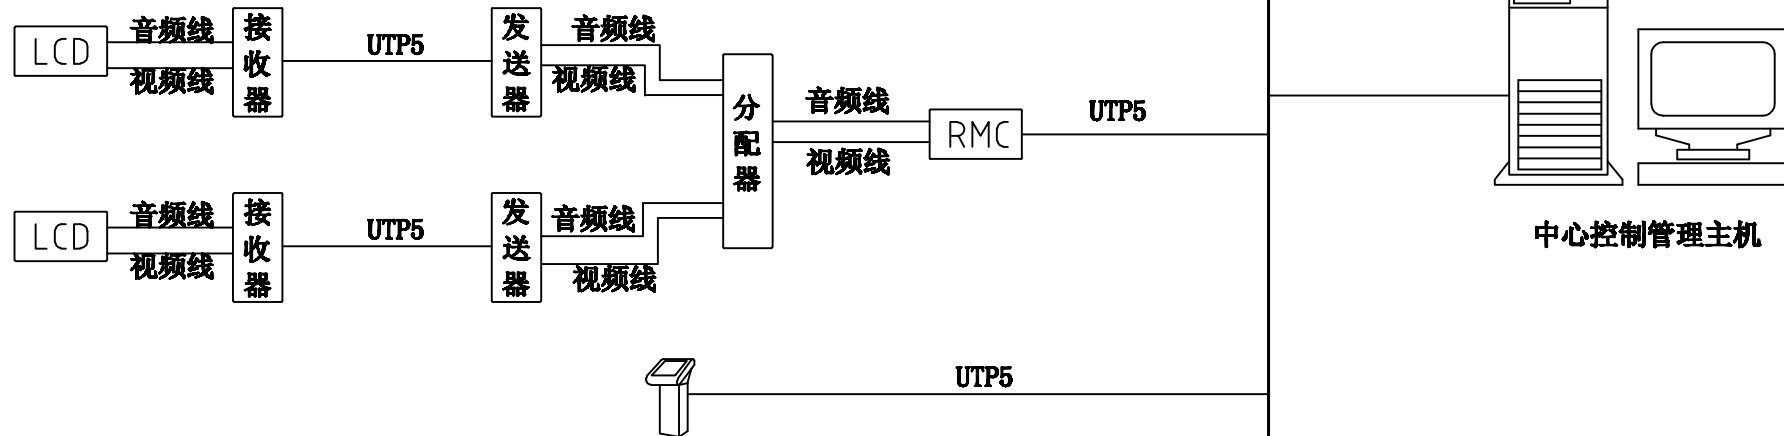 LCD
音频线
视频线
接收器
UTP5
发送器
音频线
视频线
分配器
音频线
视频线
RMC
UTP5
LCD
音频线
视频线
接收器
UTP5
发送器
音频线
视频线
中心控制管理主机
UTP5